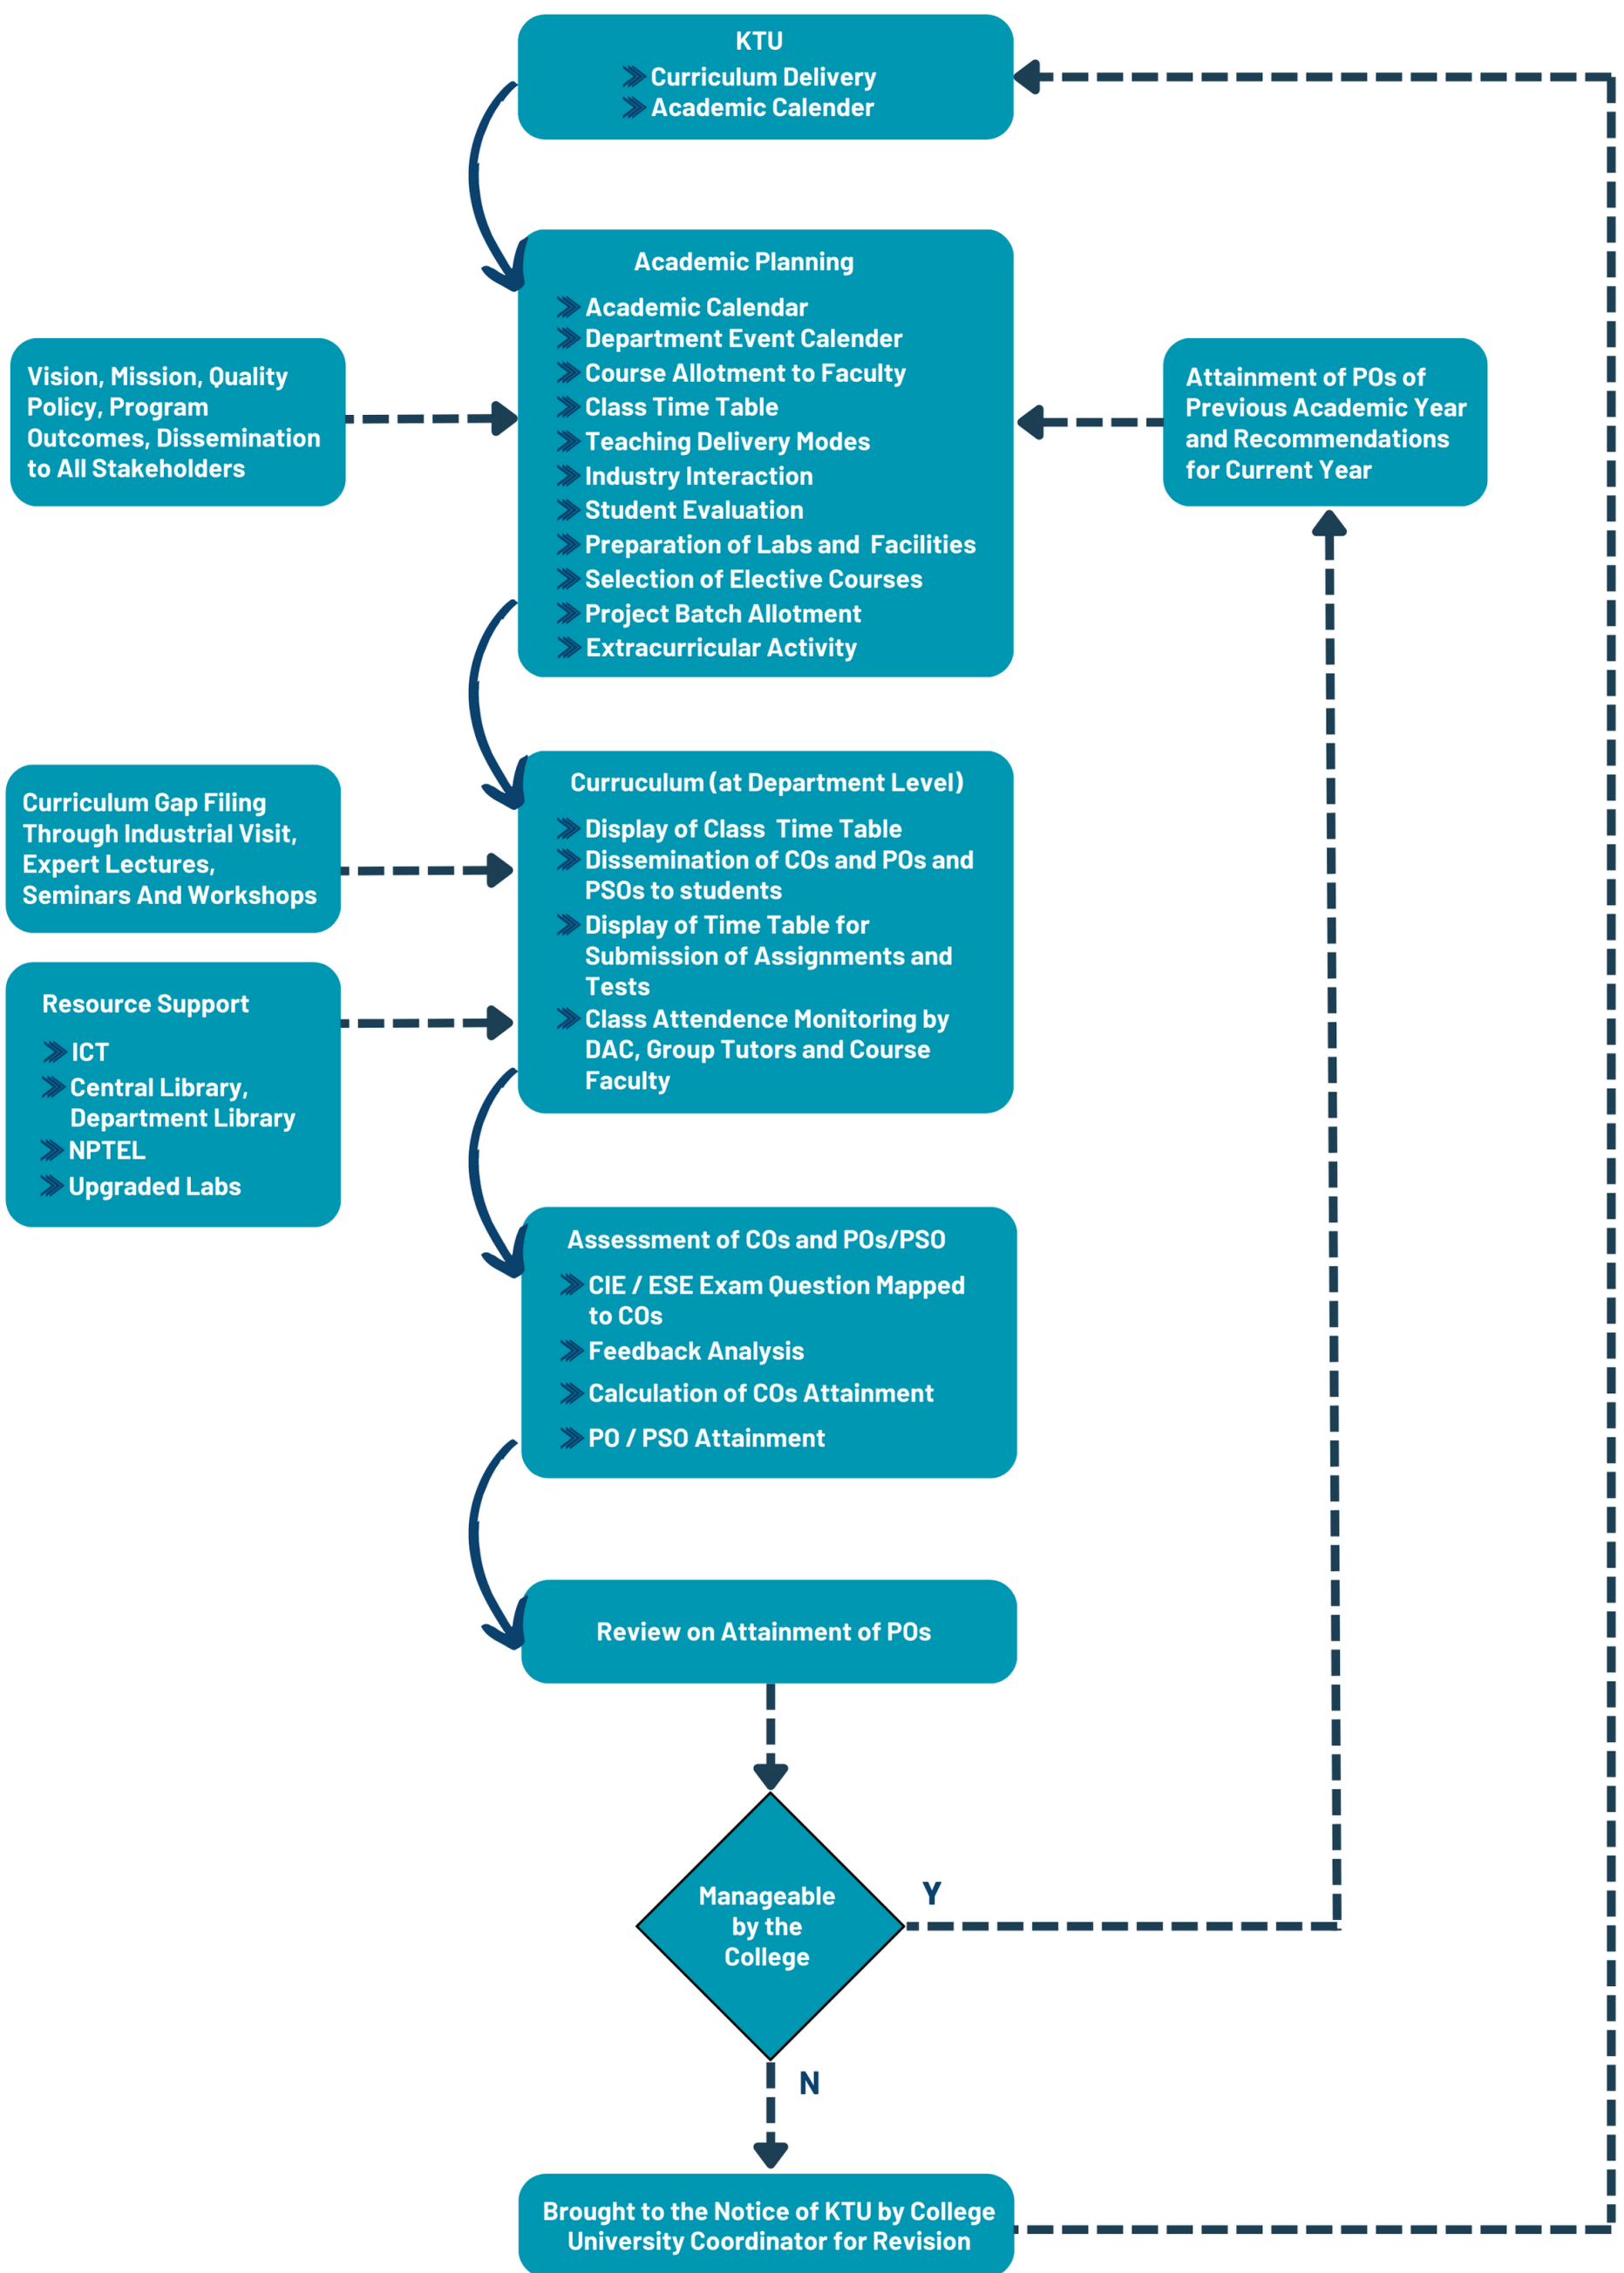 KTU
Curriculum Delivery
Academic Calender
Academic Planning
Academic Calendar
Department Event Calender
Course Allotment to Faculty
Class Time Table
Teaching Delivery Modes
Industry Interaction
Student Evaluation
Preparation of Labs and Facilities
Selection of Elective Courses
Project Batch Allotment
Extracurricular Activity
Vision, Mission, Quality
Policy, Program
Outcomes, Dissemination
to All Stakeholders
Attainment of POs of
Previous Academic Year
and Recommendations
for Current Year
Curruculum (at Department Level)
Display of Class Time Table
Dissemination of COs and POs and
PSOs to students
Display of Time Table for
Submission of Assignments and
Tests
Class Attendence Monitoring by
DAC, Group Tutors and Course
Faculty
Curriculum Gap Filing
Through Industrial Visit,
Expert Lectures,
Seminars And Workshops
Resource Support
ICT
Central Library,
Department Library
NPTEL
Upgraded Labs
Assessment of COs and POs/PSO
CIE / ESE Exam Question Mapped
to COs
Feedback Analysis
Calculation of COs Attainment
PO / PSO Attainment
Review on Attainment of POs
Manageable
by the
College
Y
N
Brought to the Notice of KTU by College
University Coordinator for Revision